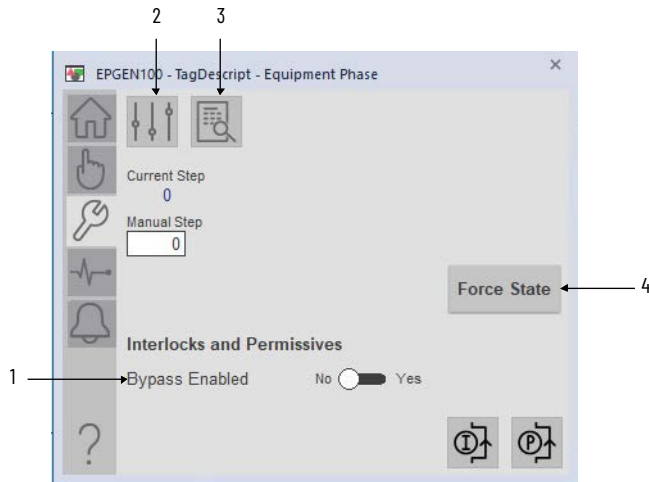 2
3
EPGEN100 - TagDescript - Equipment Phase
Current Step
0
Manual Step
0
Force State
4
Interlocks and Permissives
1
Bypass Enabled No Yes
?
I P